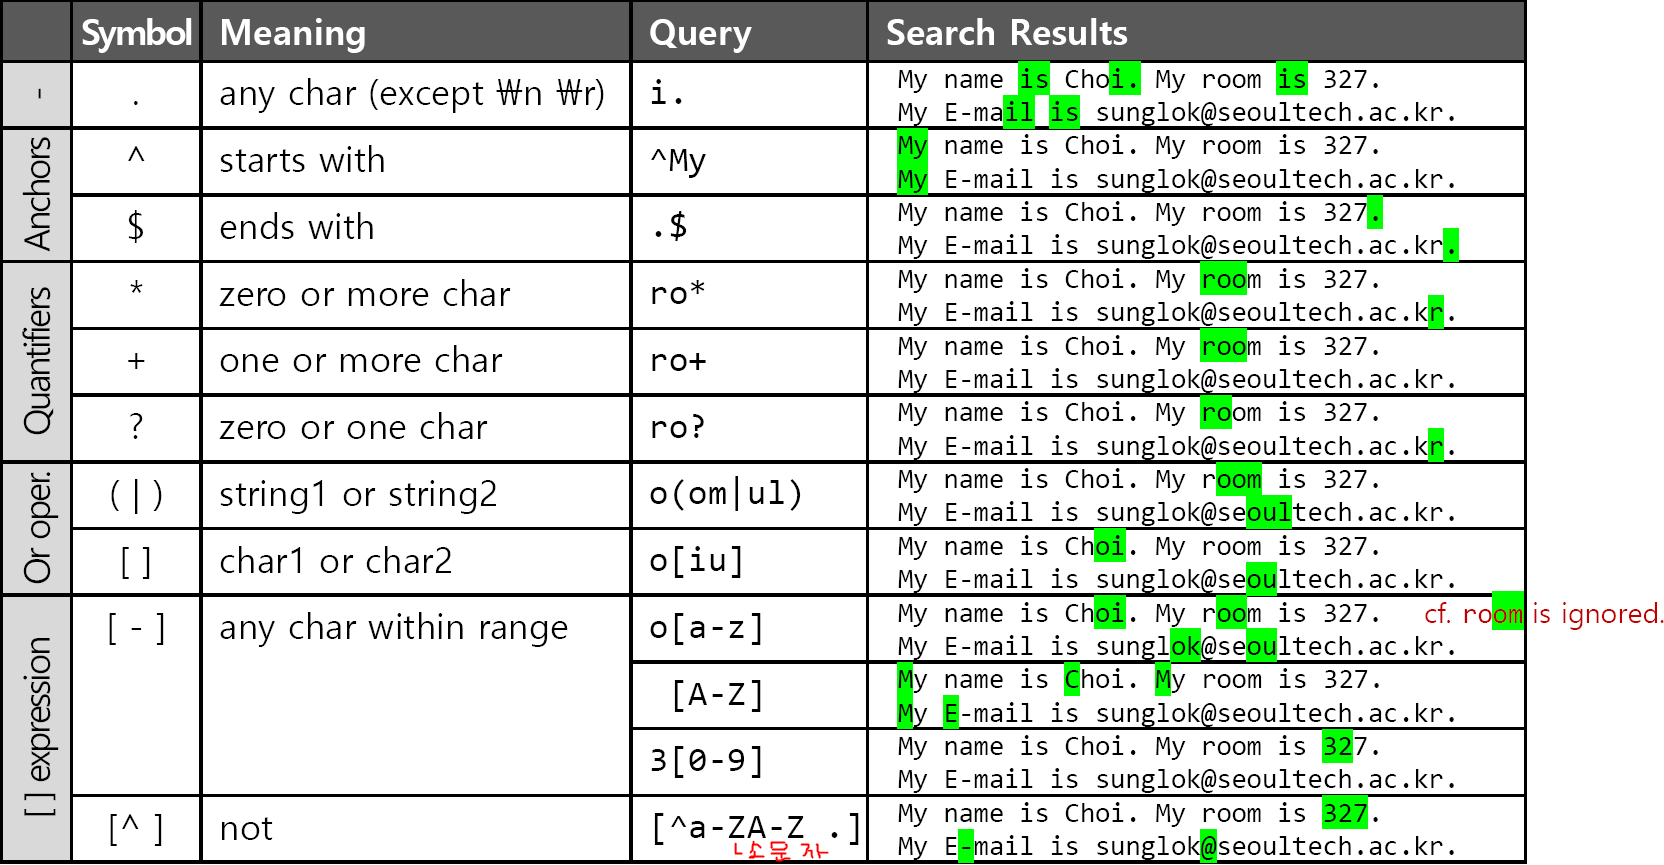 Symbol Meaning Query Search Results
- . any char (except ₩n ₩r) i. My name is Choi. My room is 327.
My E-mail is sunglok@seoultech.ac.kr.
Anchors ^ starts with ^My My name is Choi. My room is 327.
My E-mail is sunglok@seoultech.ac.kr.
$ ends with .$ My name is Choi. My room is 327.
My E-mail is sunglok@seoultech.ac.kr.
Quantifiers * zero or more char ro* My name is Choi. My room is 327.
My E-mail is sunglok@seoultech.ac.kr.
+ one or more char ro+ My name is Choi. My room is 327.
My E-mail is sunglok@seoultech.ac.kr.
? zero or one char ro? My name is Choi. My room is 327.
My E-mail is sunglok@seoultech.ac.kr.
Or oper. ( | ) string1 or string2 o(om|ul) My name is Choi. My room is 327.
My E-mail is sunglok@seoultech.ac.kr.
[ ] char1 or char2 o[iu] My name is Choi. My room is 327.
My E-mail is sunglok@seoultech.ac.kr.
[ ] expression [ - ] any char within range o[a-z] My name is Choi. My room is 327. cf. room is ignored.
My E-mail is sunglok@seoultech.ac.kr.
[A-Z] My name is Choi. My room is 327.
My E-mail is sunglok@seoultech.ac.kr.
3[0-9] My name is Choi. My room is 327.
My E-mail is sunglok@seoultech.ac.kr.
[^ ] not [^a-ZA-Z .] My name is Choi. My room is 327.
My E-mail is sunglok@seoultech.ac.kr.
소문자